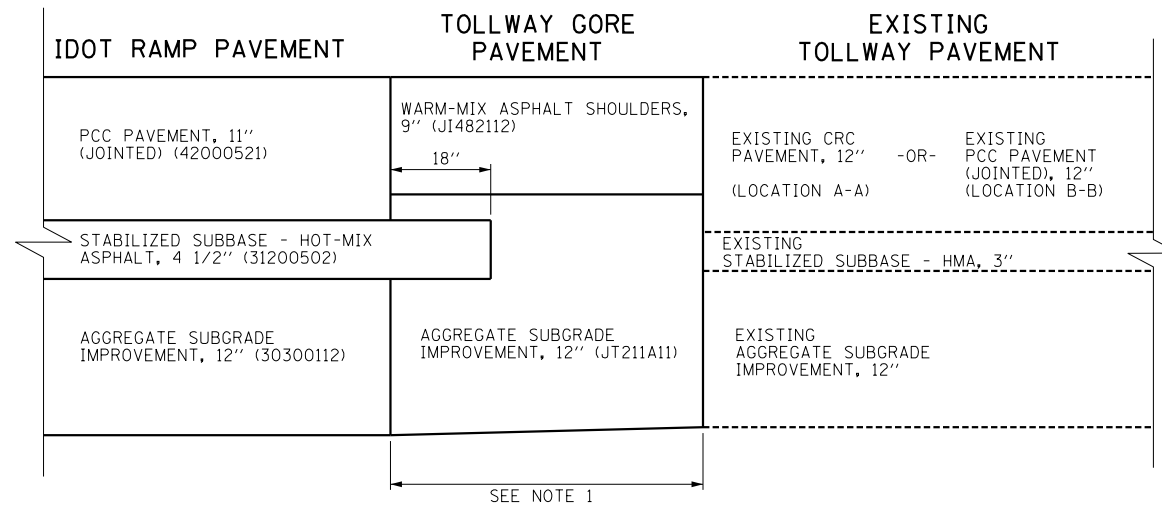 IDOT RAMP PAVEMENT
TOLLWAY GORE
PAVEMENT
EXISTING
TOLLWAY PAVEMENT
PCC PAVEMENT, 11''
(JOINTED) (42000521)
WARM-MIX ASPHALT SHOULDERS,
9'' (JI482112)
18''
EXISTING CRC
PAVEMENT, 12''
(LOCATION A-A)
-OR-
EXISTING
PCC PAVEMENT
(JOINTED), 12''
(LOCATION B-B)
STABILIZED SUBBASE - HOT-MIX
ASPHALT, 4 1/2'' (31200502)
EXISTING
STABILIZED SUBBASE - HMA, 3''
AGGREGATE SUBGRADE
IMPROVEMENT, 12'' (30300112)
AGGREGATE SUBGRADE
IMPROVEMENT, 12'' (JT211A11)
EXISTING
AGGREGATE SUBGRADE
IMPROVEMENT, 12''
SEE NOTE 1